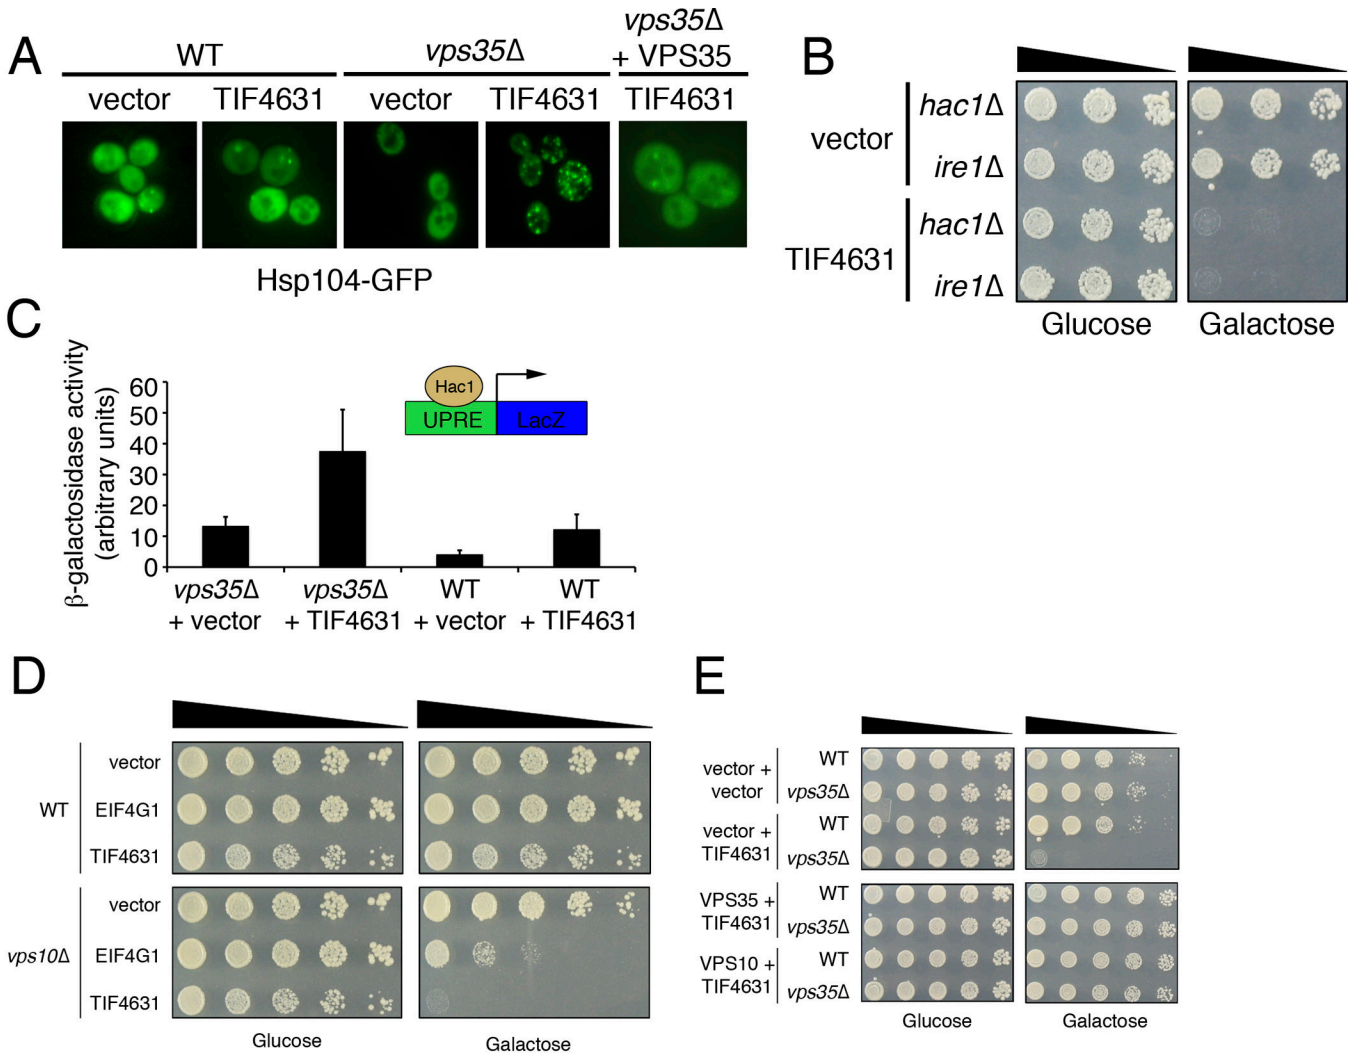 A
WT
vps35Δ
vps35Δ
+ VPS35
vector
TIF4631
vector
TIF4631
TIF4631
Hsp104-GFP
B
vector
hac1Δ
ire1Δ
TIF4631
hac1Δ
ire1Δ
Glucose
Galactose
C
β-galactosidase activity
(arbitrary units)
60
50
40
30
20
10
0
Hac1
UPRE
LacZ
vps35Δ
+ vector
vps35Δ
+ TIF4631
WT
+ vector
WT
+ TIF4631
D
WT
vector
EIF4G1
TIF4631
vps10Δ
vector
EIF4G1
TIF4631
Glucose
Galactose
E
vector +
vector
WT
vps35Δ
vector +
TIF4631
WT
vps35Δ
VPS35 +
TIF4631
WT
vps35Δ
VPS10 +
TIF4631
WT
vps35Δ
Glucose
Galactose